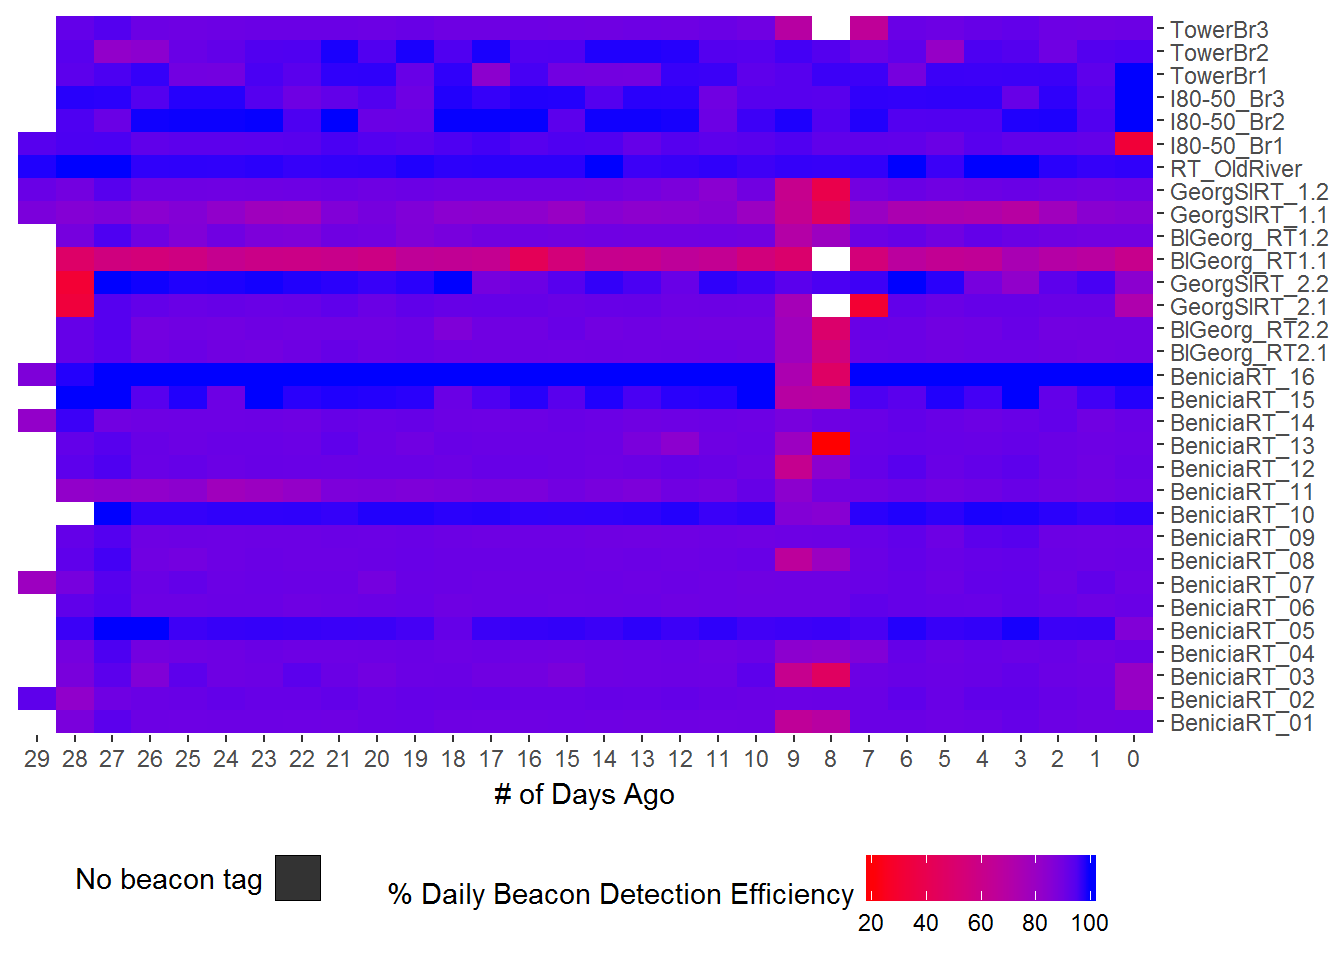 TowerBr3
TowerBr2
TowerBr1
I80-50_Br3
I80-50_Br2
I80-50_Br1
RT_OldRiver
GeorgSlRT_1.2
GeorgSlRT_1.1
BlGeorg_RT1.2
BlGeorg_RT1.1
GeorgSlRT_2.2
GeorgSlRT_2.1
BlGeorg_RT2.2
BlGeorg_RT2.1
BeniciaRT_16
BeniciaRT_15
BeniciaRT_14
BeniciaRT_13
BeniciaRT_12
BeniciaRT_11
BeniciaRT_10
BeniciaRT_09
BeniciaRT_08
BeniciaRT_07
BeniciaRT_06
BeniciaRT_05
BeniciaRT_04
BeniciaRT_03
BeniciaRT_02
BeniciaRT_01
29 28 27 26 25 24 23 22 21 20 19 18 17 16 15 14 13 12 11 10 9 8 7 6 5 4 3 2 1 0
# of Days Ago
No beacon tag
% Daily Beacon Detection Efficiency
20 40 60 80 100